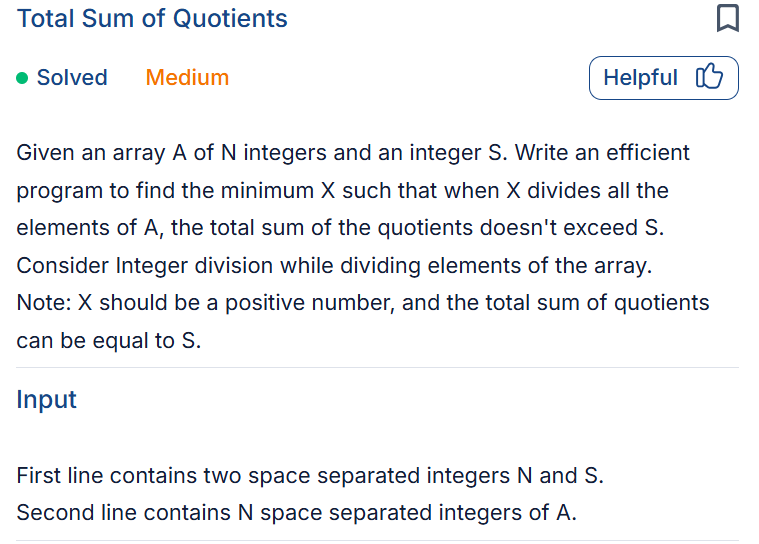 Total Sum of Quotients
Solved Medium Helpful
Given an array A of N integers and an integer S. Write an efficient
program to find the minimum X such that when X divides all the
elements of A, the total sum of the quotients doesn't exceed S.
Consider Integer division while dividing elements of the array.
Note: X should be a positive number, and the total sum of quotients
can be equal to S.
Input
First line contains two space separated integers N and S.
Second line contains N space separated integers of A.